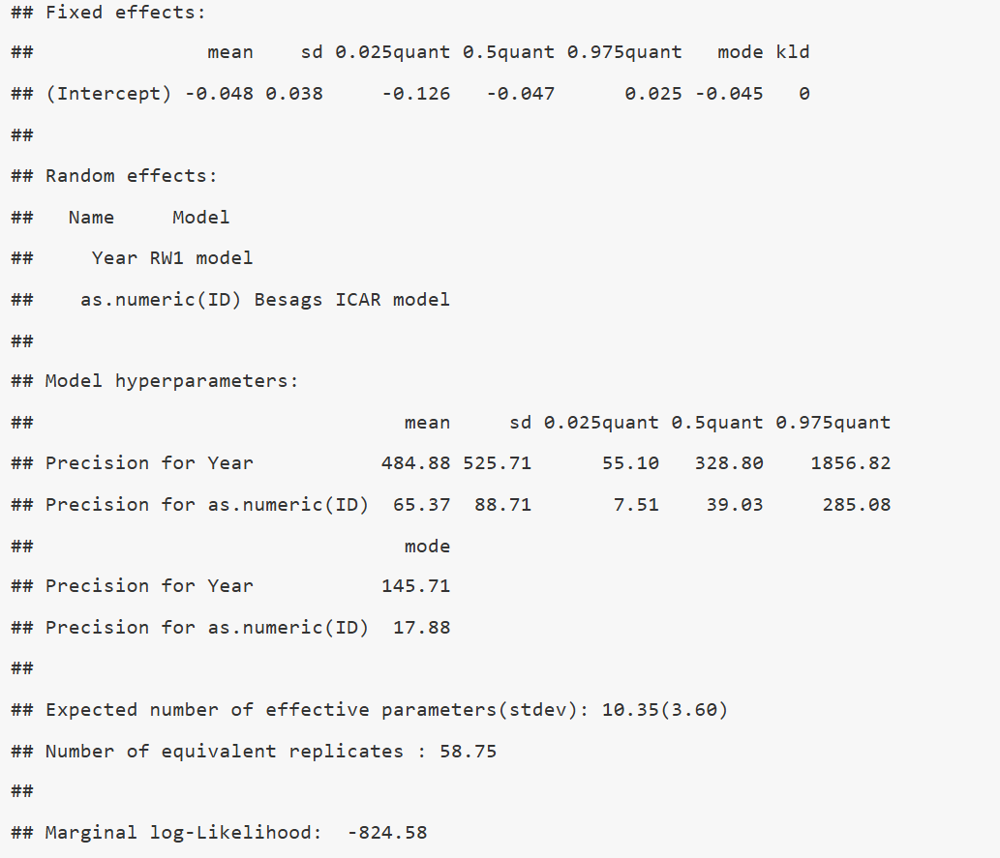 ## Fixed effects:
##               mean    sd 0.025quant 0.5quant 0.975quant   mode kld
## (Intercept) -0.048 0.038     -0.126   -0.047      0.025 -0.045   0
##
## Random effects:
##   Name     Model
##     Year RW1 model
##    as.numeric(ID) Besags ICAR model
##
## Model hyperparameters:
##                                mean     sd 0.025quant 0.5quant 0.975quant
## Precision for Year           484.88 525.71      55.10   328.80    1856.82
## Precision for as.numeric(ID)  65.37  88.71       7.51    39.03     285.08
##                                mode
## Precision for Year           145.71
## Precision for as.numeric(ID)  17.88
##
## Expected number of effective parameters(stdev): 10.35(3.60)
## Number of equivalent replicates : 58.75
##
## Marginal log-Likelihood:  -824.58